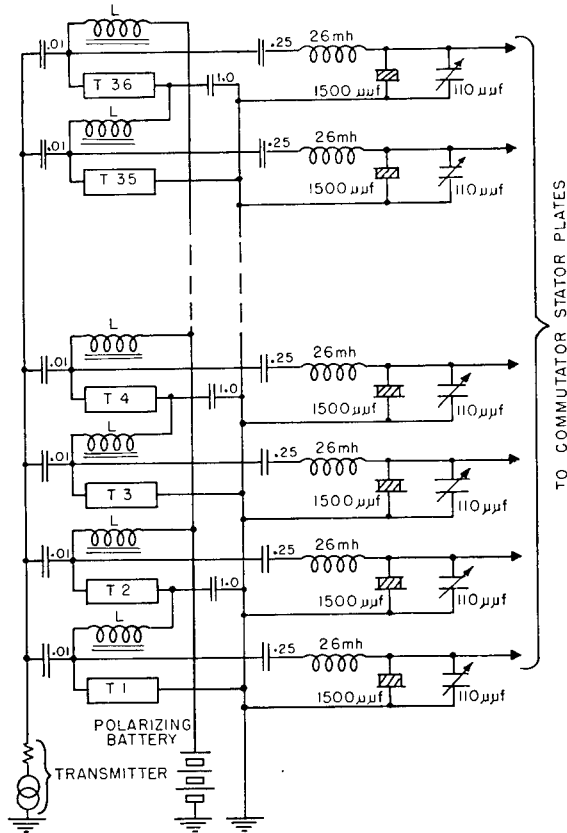 L
.01 .25 26mh
T 36 1.0 1500 μμf 110 μμf
L
.01 .25 26mh
T 35 1500 μμf 110 μμf
L
.01 .25 26mh
T 4 1.0 1500 μμf 110 μμf
L
.01 .25 26mh
T 3 1500 μμf 110 μμf
L
.01 .25 26mh
T 2 1.0 1500 μμf 110 μμf
L
.01 .25 26mh
T 1 1500 μμf 110 μμf
POLARIZING
BATTERY
TRANSMITTER
TO COMMUTATOR STATOR PLATES